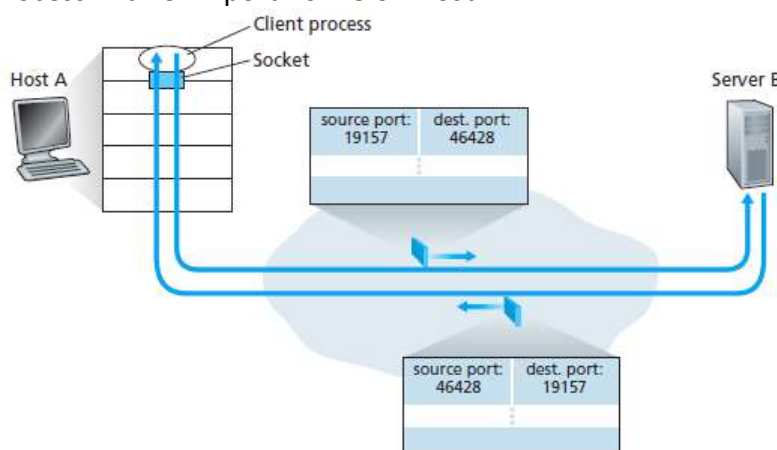 Client process
Socket
Host A
Server B
source port: dest. port:
19157 46428
source port: dest. port:
46428 19157